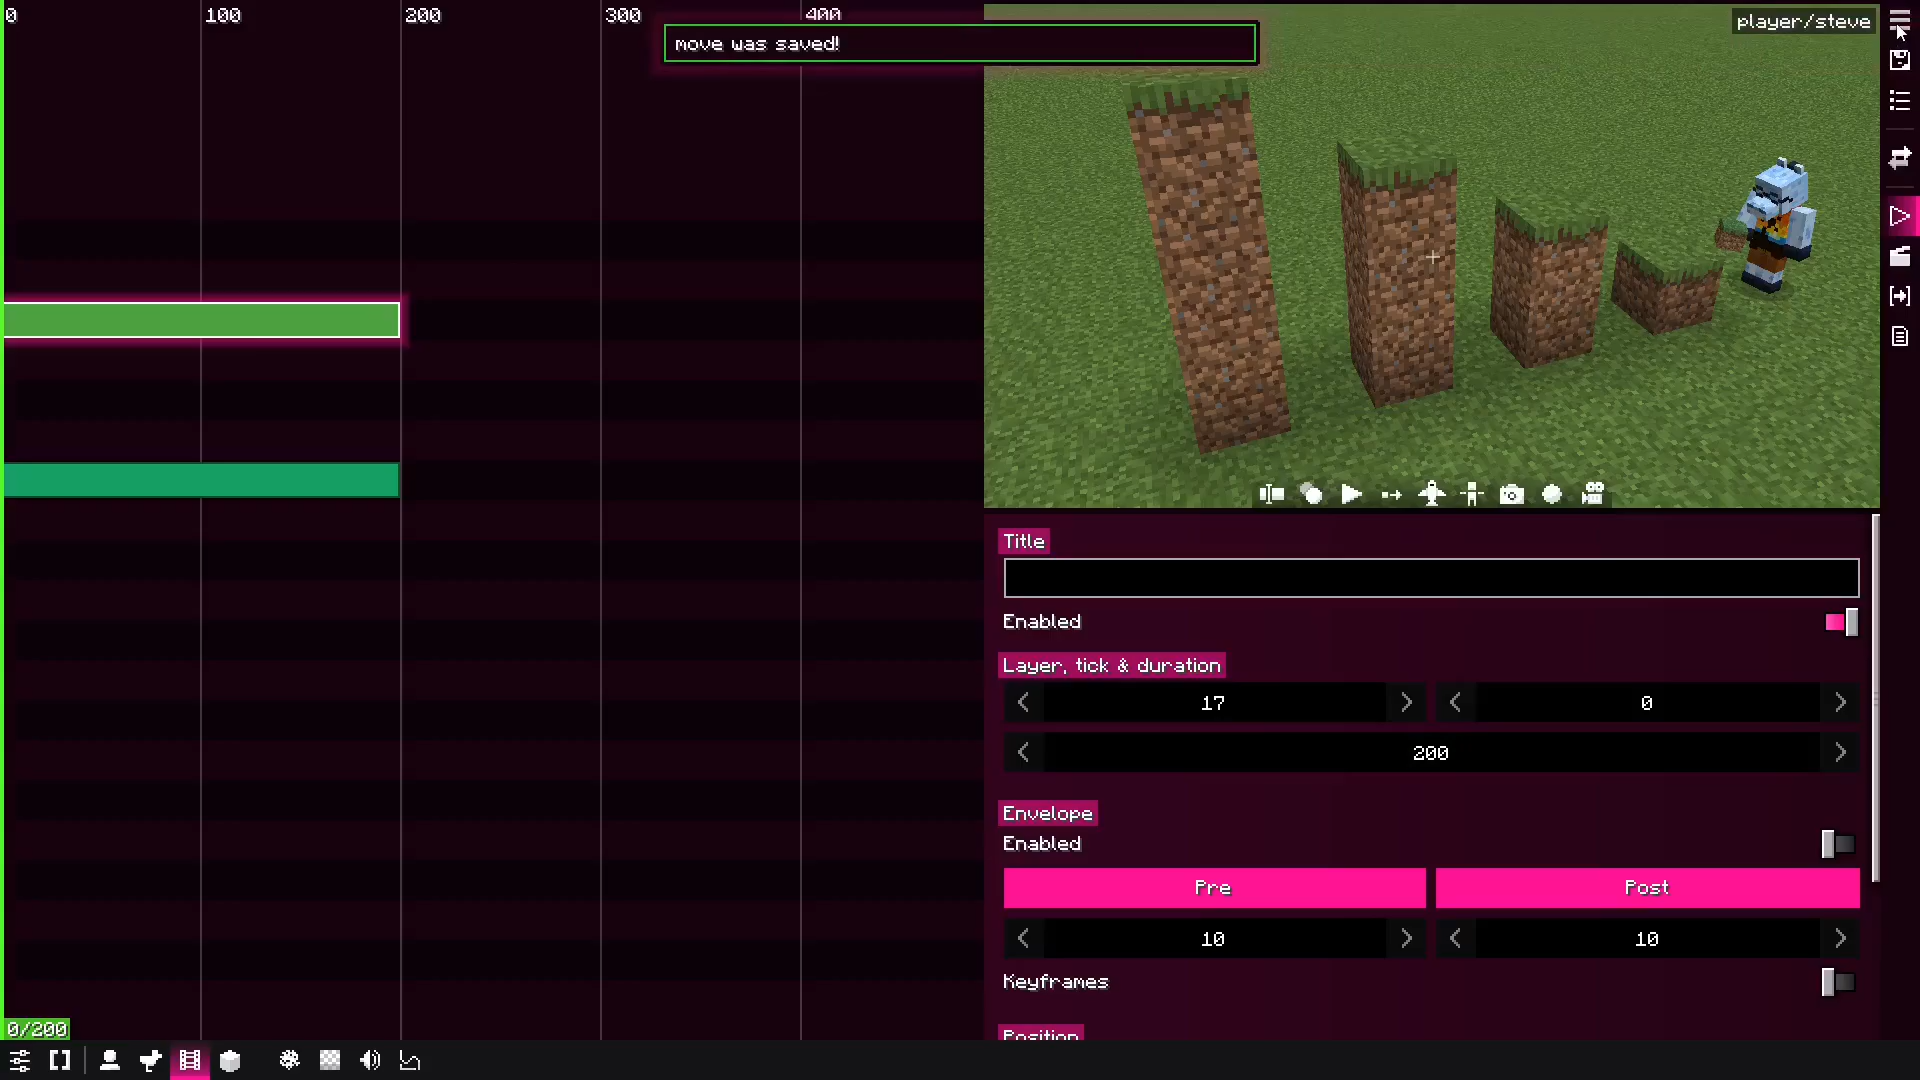 0 100 200 300 400
move was saved!
player/steve
Title
Enabled
Layer, tick & duration
17 0
200
Envelope
Enabled
Pre Post
10 10
Keyframes
Position
0/200